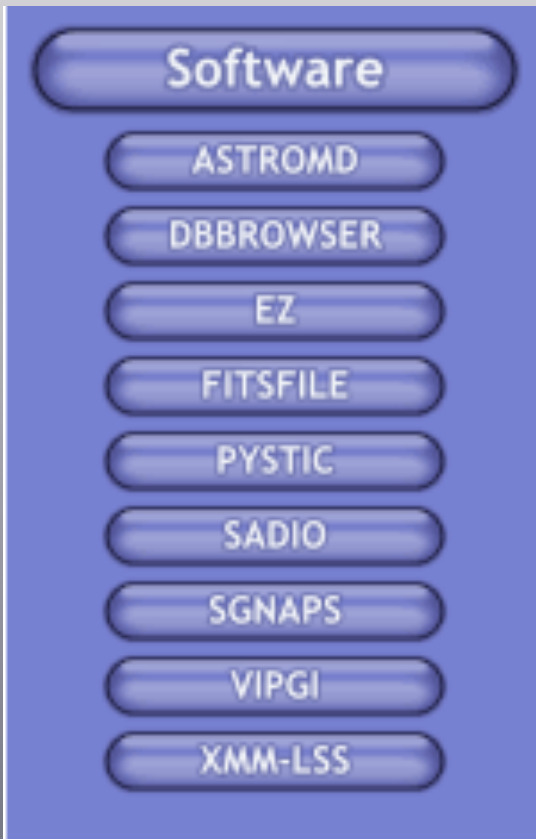 Software
ASTROMD
DBBROWSER
EZ
FITSFILE
PYSTIC
SADIO
SGNAPS
VIPGI
XMM-LSS